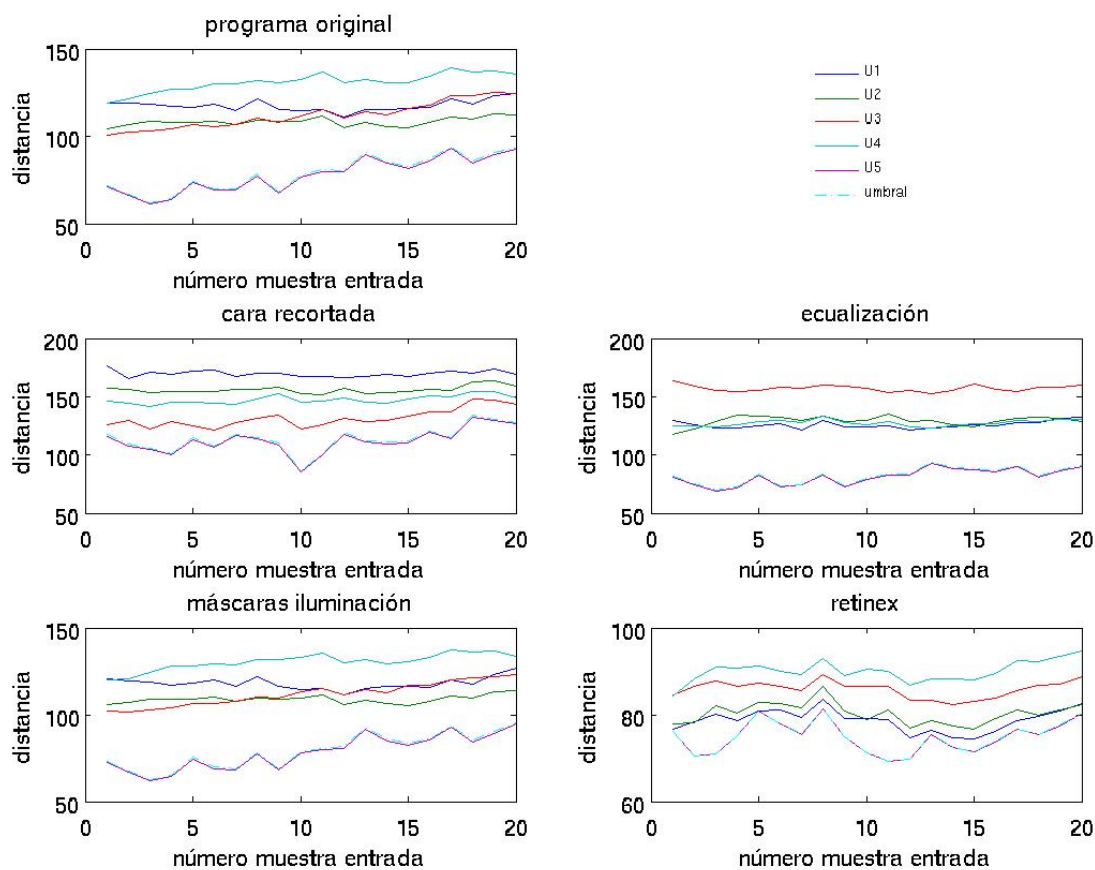 programa original
150
100
50
distancia
0 5 10 15 20
número muestra entrada
U1
U2
U3
U4
U5
umbral
cara recortada
200
150
100
50
distancia
0 5 10 15 20
número muestra entrada
ecualización
200
150
100
50
distancia
0 5 10 15 20
número muestra entrada
máscaras iluminación
150
100
50
distancia
0 5 10 15 20
número muestra entrada
retinex
100
80
60
distancia
0 5 10 15 20
número muestra entrada